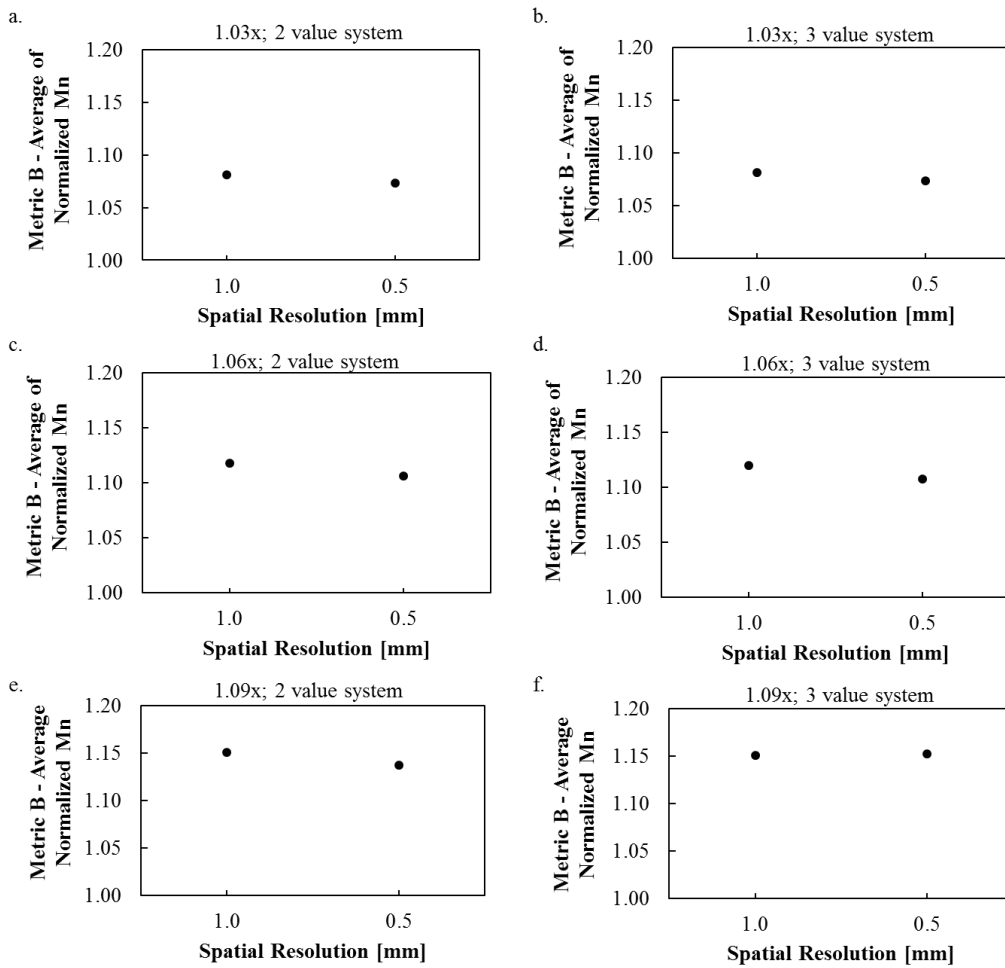 a.
1.03x; 2 value system
Metric B - Average of
Normalized Mn
1.20
1.15
1.10
1.05
1.00
1.0
0.5
Spatial Resolution [mm]
b.
1.03x; 3 value system
Metric B - Average of
Normalized Mn
1.20
1.15
1.10
1.05
1.00
1.0
0.5
Spatial Resolution [mm]
c.
1.06x; 2 value system
Metric B - Average of
Normalized Mn
1.20
1.15
1.10
1.05
1.00
1.0
0.5
Spatial Resolution [mm]
d.
1.06x; 3 value system
Metric B - Average of
Normalized Mn
1.20
1.15
1.10
1.05
1.00
1.0
0.5
Spatial Resolution [mm]
e.
1.09x; 2 value system
Metric B - Average
Normalized Mn
1.20
1.15
1.10
1.05
1.00
1.0
0.5
Spatial Resolution [mm]
f.
1.09x; 3 value system
Metric B - Average
Normalized Mn
1.20
1.15
1.10
1.05
1.00
1.0
0.5
Spatial Resolution [mm]